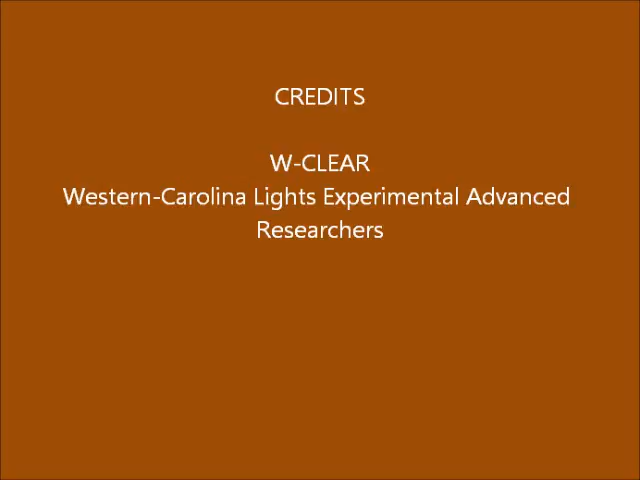 CREDITS
W-CLEAR
Western-Carolina Lights Experimental Advanced
Researchers